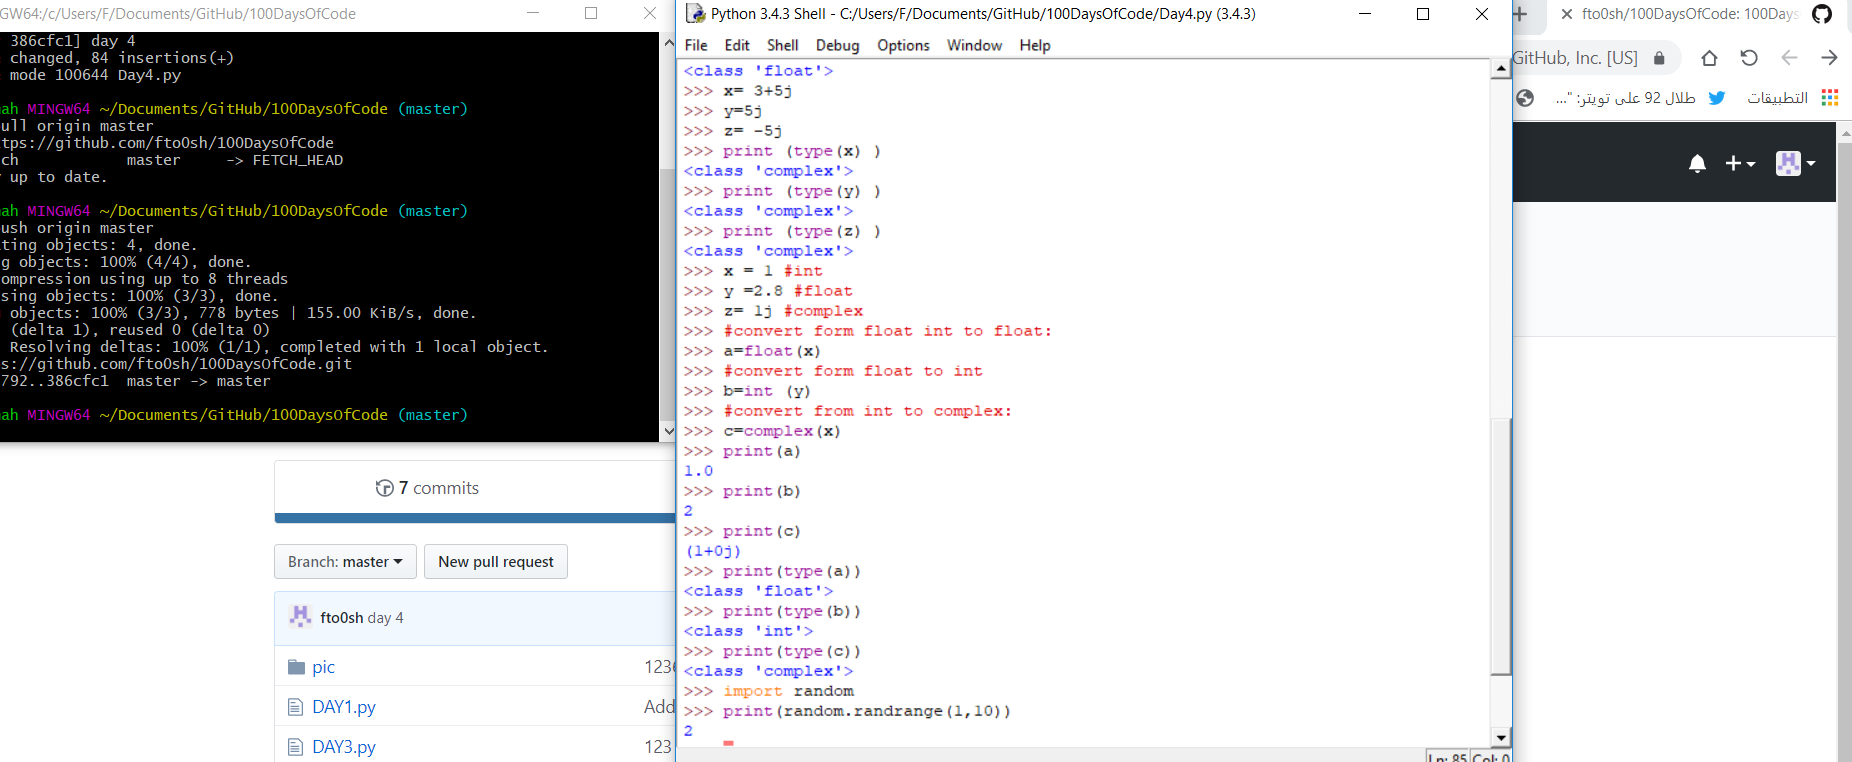 GW64:/c/Users/F/Documents/GitHub/100DaysOfCode
386cfc1] day 4
changed, 84 insertions(+)
mode 100644 Day4.py
ah MINGW64 ~/Documents/GitHub/100DaysOfCode (master)
ull origin master
tps://github.com/fto0sh/100DaysOfCode
ch master -> FETCH_HEAD
up to date.
ah MINGW64 ~/Documents/GitHub/100DaysOfCode (master)
ush origin master
ting objects: 4, done.
g objects: 100% (4/4), done.
ompression using up to 8 threads
sing objects: 100% (3/3), done.
objects: 100% (3/3), 778 bytes | 155.00 KiB/s, done.
(delta 1), reused 0 (delta 0)
Resolving deltas: 100% (1/1), completed with 1 local object.
s://github.com/fto0sh/100DaysOfCode.git
792..386cfc1 master -> master
ah MINGW64 ~/Documents/GitHub/100DaysOfCode (master)
7 commits
Branch: master
New pull request
fto0sh day 4
pic 1236
DAY1.py Add
DAY3.py 123
Python 3.4.3 Shell - C:/Users/F/Documents/GitHub/100DaysOfCode/Day4.py (3.4.3)
File Edit Shell Debug Options Window Help
<class 'float'>
>>> x= 3+5j
>>> y=5j
>>> z= -5j
>>> print (type(x) )
<class 'complex'>
>>> print (type(y) )
<class 'complex'>
>>> print (type(z) )
<class 'complex'>
>>> x = 1 #int
>>> y =2.8 #float
>>> z= 1j #complex
>>> #convert form float int to float:
>>> a=float(x)
>>> #convert form float to int
>>> b=int (y)
>>> #convert from int to complex:
>>> c=complex(x)
>>> print(a)
1.0
>>> print(b)
2
>>> print(c)
(1+0j)
>>> print(type(a))
<class 'float'>
>>> print(type(b))
<class 'int'>
>>> print(type(c))
<class 'complex'>
>>> import random
>>> print(random.randrange(1,10))
2
Ln: 85 Col: 0
fto0sh/100DaysOfCode: 100Days
GitHub, Inc. [US]
التطبيقات
طلال 92 على تويتر: "...